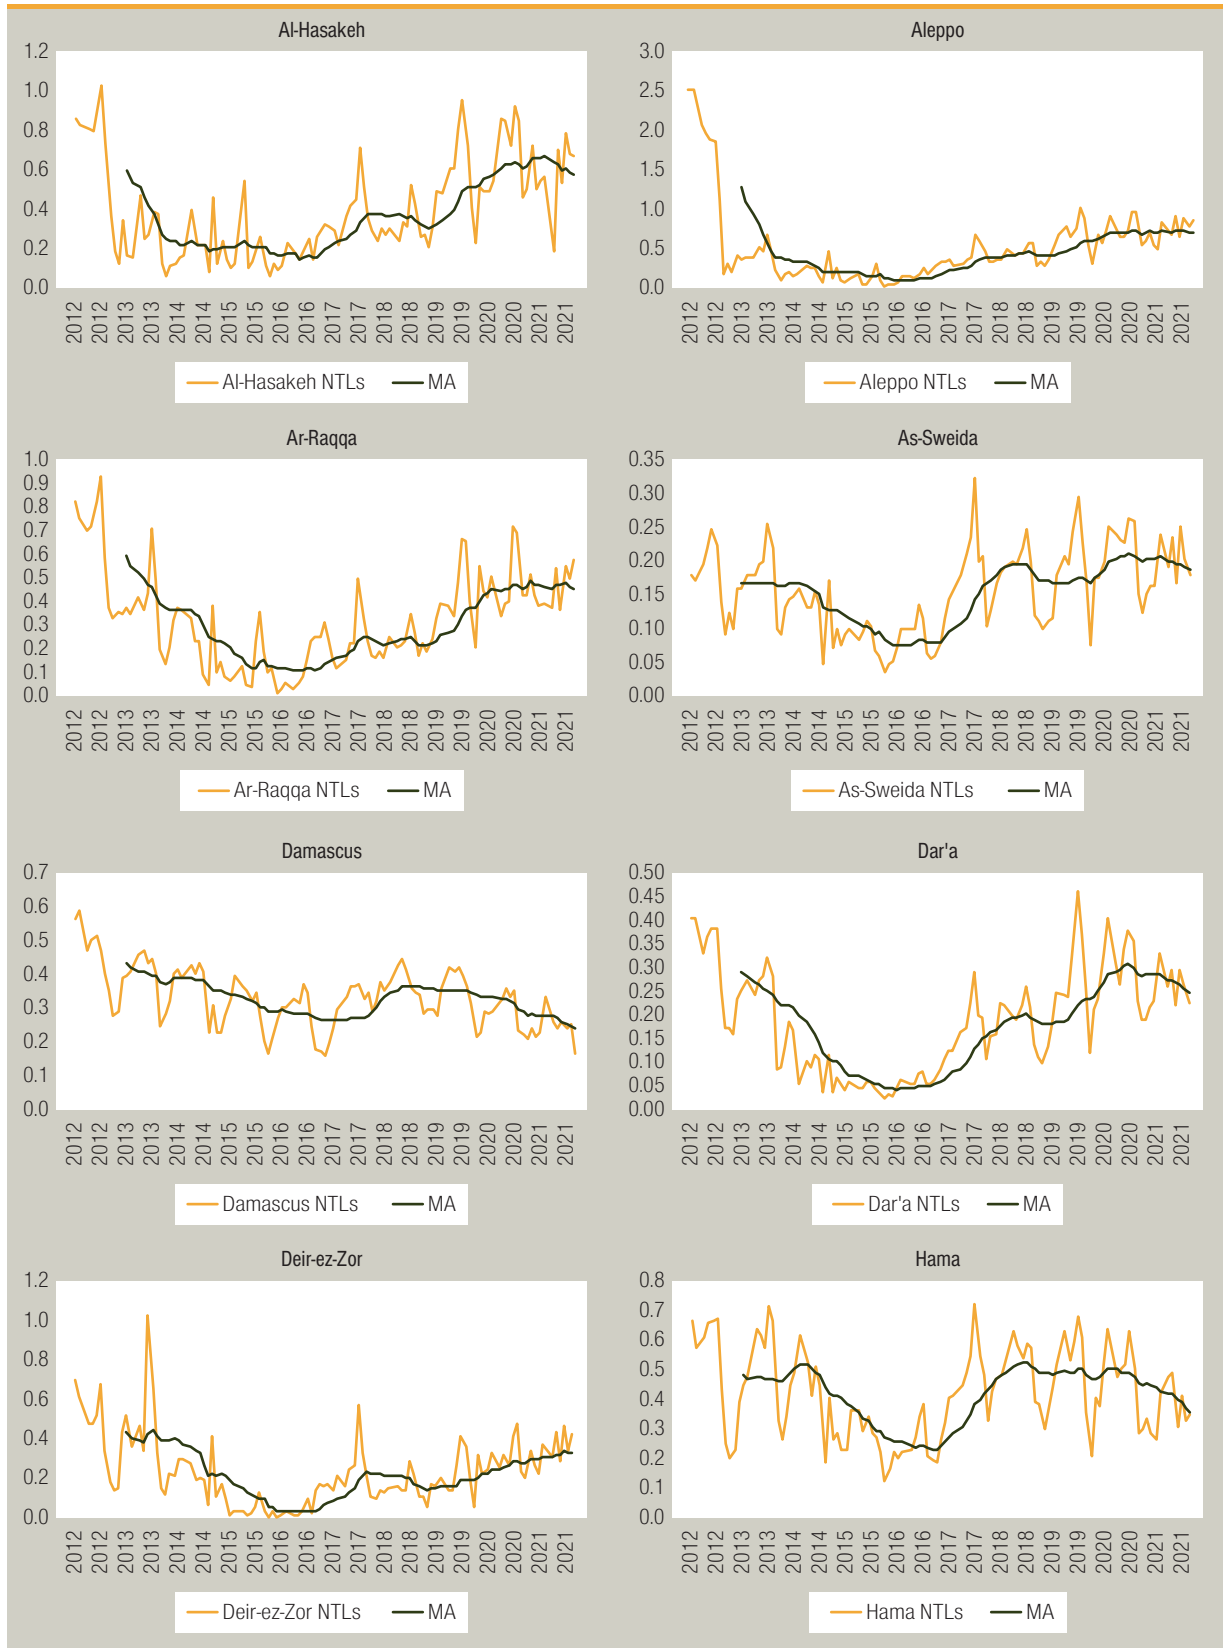 Al-Hasakeh
1.2
1.0
0.8
0.6
0.4
0.2
0.0
2012 2012 2013 2013 2014 2014 2015 2015 2016 2016 2017 2017 2018 2018 2019 2019 2020 2020 2021 2021
Al-Hasakeh NTLs MA
Aleppo
3.0
2.5
2.0
1.5
1.0
0.5
0.0
2012 2012 2013 2013 2014 2014 2015 2015 2016 2016 2017 2017 2018 2018 2019 2019 2020 2020 2021 2021
Aleppo NTLs MA
Ar-Raqqa
1.0
0.9
0.8
0.7
0.6
0.5
0.4
0.3
0.2
0.1
0.0
2012 2012 2013 2013 2014 2014 2015 2015 2016 2016 2017 2017 2018 2018 2019 2019 2020 2020 2021 2021
Ar-Raqqa NTLs MA
As-Sweida
0.35
0.30
0.25
0.20
0.15
0.10
0.05
0.00
2012 2012 2013 2013 2014 2014 2015 2015 2016 2016 2017 2017 2018 2018 2019 2019 2020 2020 2021 2021
As-Sweida NTLs MA
Damascus
0.7
0.6
0.5
0.4
0.3
0.2
0.1
0.0
2012 2012 2013 2013 2014 2014 2015 2015 2016 2016 2017 2017 2018 2018 2019 2019 2020 2020 2021 2021
Damascus NTLs MA
Dar'a
0.50
0.45
0.40
0.35
0.30
0.25
0.20
0.15
0.10
0.05
0.00
2012 2012 2013 2013 2014 2014 2015 2015 2016 2016 2017 2017 2018 2018 2019 2019 2020 2020 2021 2021
Dar'a NTLs MA
Deir-ez-Zor
1.2
1.0
0.8
0.6
0.4
0.2
0.0
2012 2012 2013 2013 2014 2014 2015 2015 2016 2016 2017 2017 2018 2018 2019 2019 2020 2020 2021 2021
Deir-ez-Zor NTLs MA
Hama
0.8
0.7
0.6
0.5
0.4
0.3
0.2
0.1
0.0
2012 2012 2013 2013 2014 2014 2015 2015 2016 2016 2017 2017 2018 2018 2019 2019 2020 2020 2021 2021
Hama NTLs MA